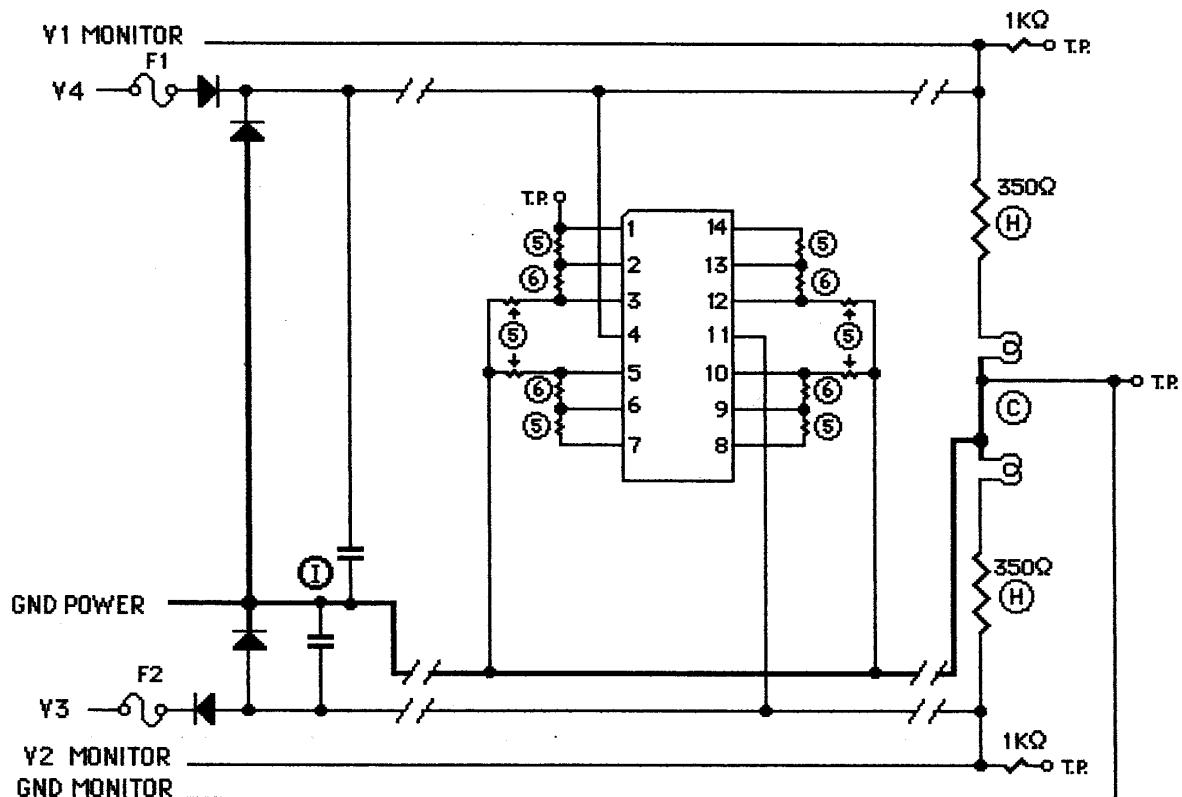 V1 MONITOR
1KΩ
T.P.
F1
V4
350Ω
H
T.P.
1
14
5
5
2
13
6
6
3
12
5
4
11
5
5
10
6
6
6
9
5
5
7
8
T.P.
C
I
350Ω
H
GND POWER
F2
V3
1KΩ
V2 MONITOR
T.P.
GND MONITOR